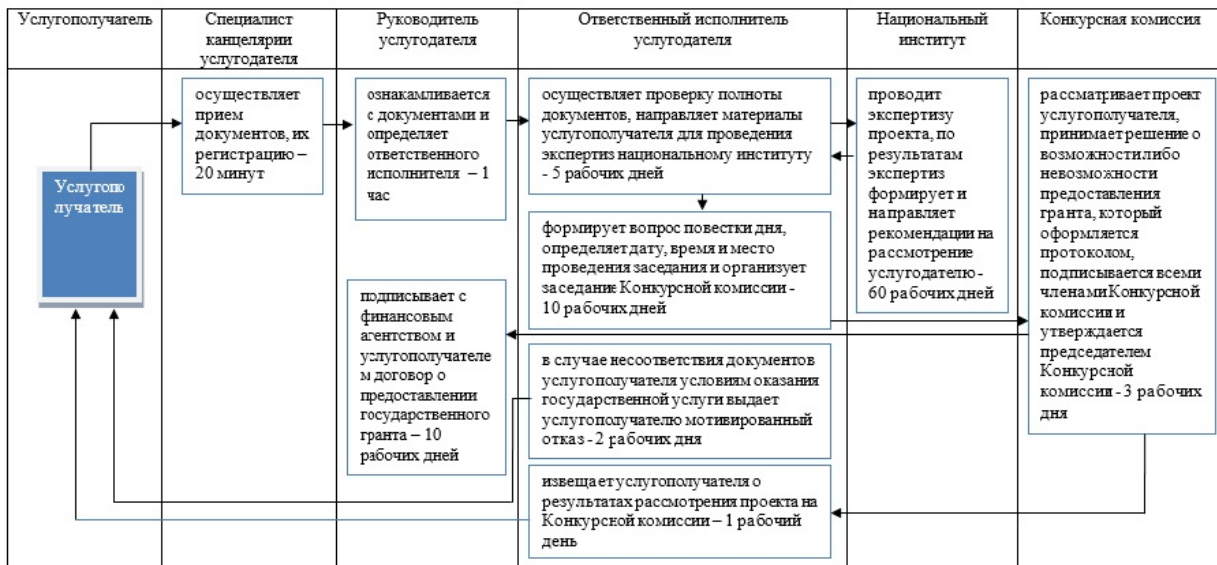 Услугополучатель
Специалист
канцелярии
услугодателя
Руководитель
услугодателя
Ответственный исполнитель
услугодателя
Национальный
институт
Конкурсная комиссия
Услугопо
лучатель
осуществляет
прием
документов, их
регистрацию –
20 минут
ознакамливается
с документами и
определяет
ответственного
исполнителя – 1
час
подписывает с
финансовым
агентством и
услугополучателе
м договор о
предоставлении
государственного
гранта – 10
рабочих дней
осуществляет проверку полноты
документов, направляет материалы
услугополучателя для проведения
экспертиз национальному институту
- 5 рабочих дней
формирует вопрос повестки дня,
определяет дату, время и место
проведения заседания и организует
заседание Конкурсной комиссии -
10 рабочих дней
в случае несоответствия документов
услугополучателя условиям оказания
государственной услуги выдает
услугополучателю мотивированный
отказ - 2 рабочих дня
извещает услугополучателя о
результатах рассмотрения проекта на
Конкурсной комиссии – 1 рабочий
день
проводит
экспертизу
проекта, по
результатам
экспертиз
формирует и
направляет
рекомендации на
рассмотрение
услугодателю -
60 рабочих дней
рассматривает проект
услугополучателя,
принимает решение о
возможности либо
невозможности
предоставления
гранта, который
оформляется
протоколом,
подписывается всеми
членами Конкурсной
комиссии и
утверждается
председателем
Конкурсной
комиссии - 3 рабочих
дня